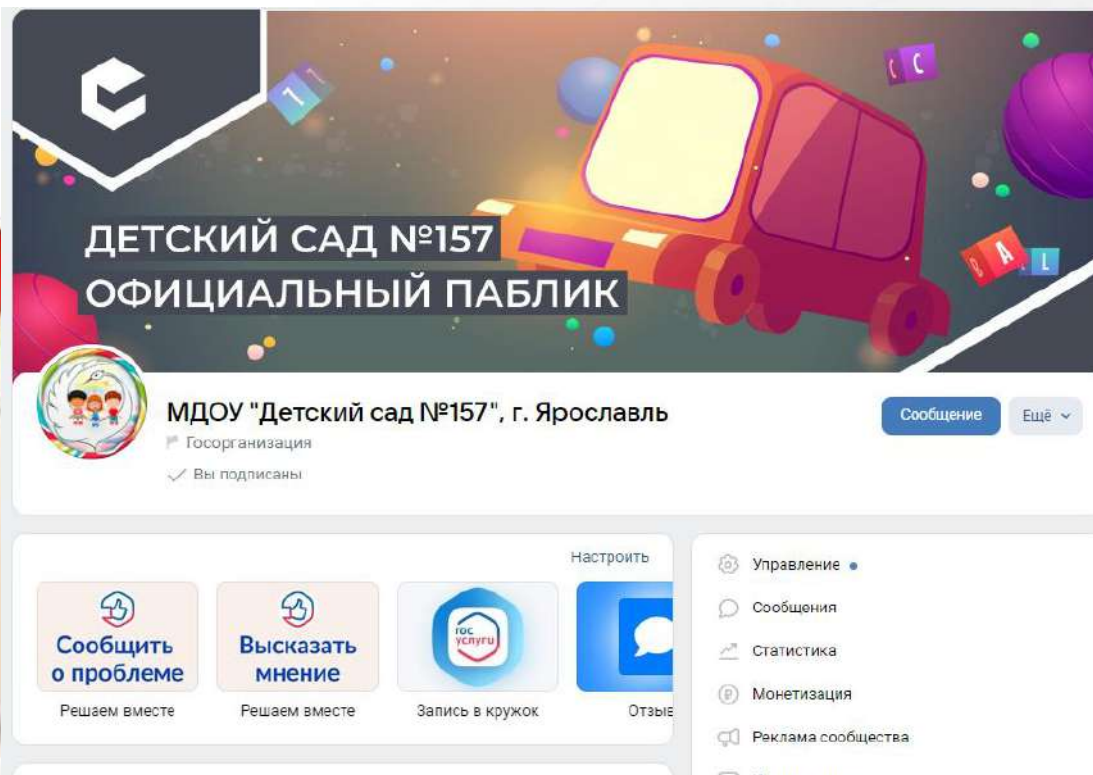 ДЕТСКИЙ САД №157
ОФИЦИАЛЬНЫЙ ПАБЛИК
МДОУ "Детский сад №157", г. Ярославль
Госорганизация
Вы подписаны
Сообщение
Ещё
Настроить
Сообщить
о проблеме
Решаем вместе
Высказать
мнение
Решаем вместе
гос
услуги
Запись в кружок
Отзыв
Управление
Сообщения
Статистика
Монетизация
Реклама сообщества